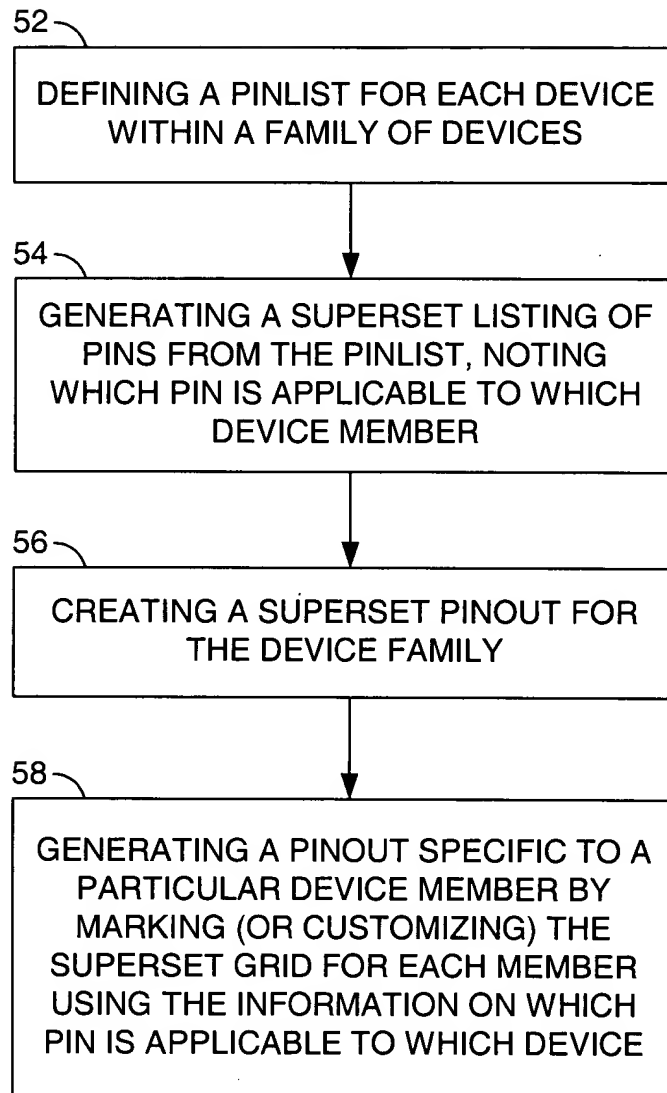 52
DEFINING A PINLIST FOR EACH DEVICE
WITHIN A FAMILY OF DEVICES
54
GENERATING A SUPERSET LISTING OF
PINS FROM THE PINLIST, NOTING
WHICH PIN IS APPLICABLE TO WHICH
DEVICE MEMBER
56
CREATING A SUPERSET PINOUT FOR
THE DEVICE FAMILY
58
GENERATING A PINOUT SPECIFIC TO A
PARTICULAR DEVICE MEMBER BY
MARKING (OR CUSTOMIZING) THE
SUPERSET GRID FOR EACH MEMBER
USING THE INFORMATION ON WHICH
PIN IS APPLICABLE TO WHICH DEVICE